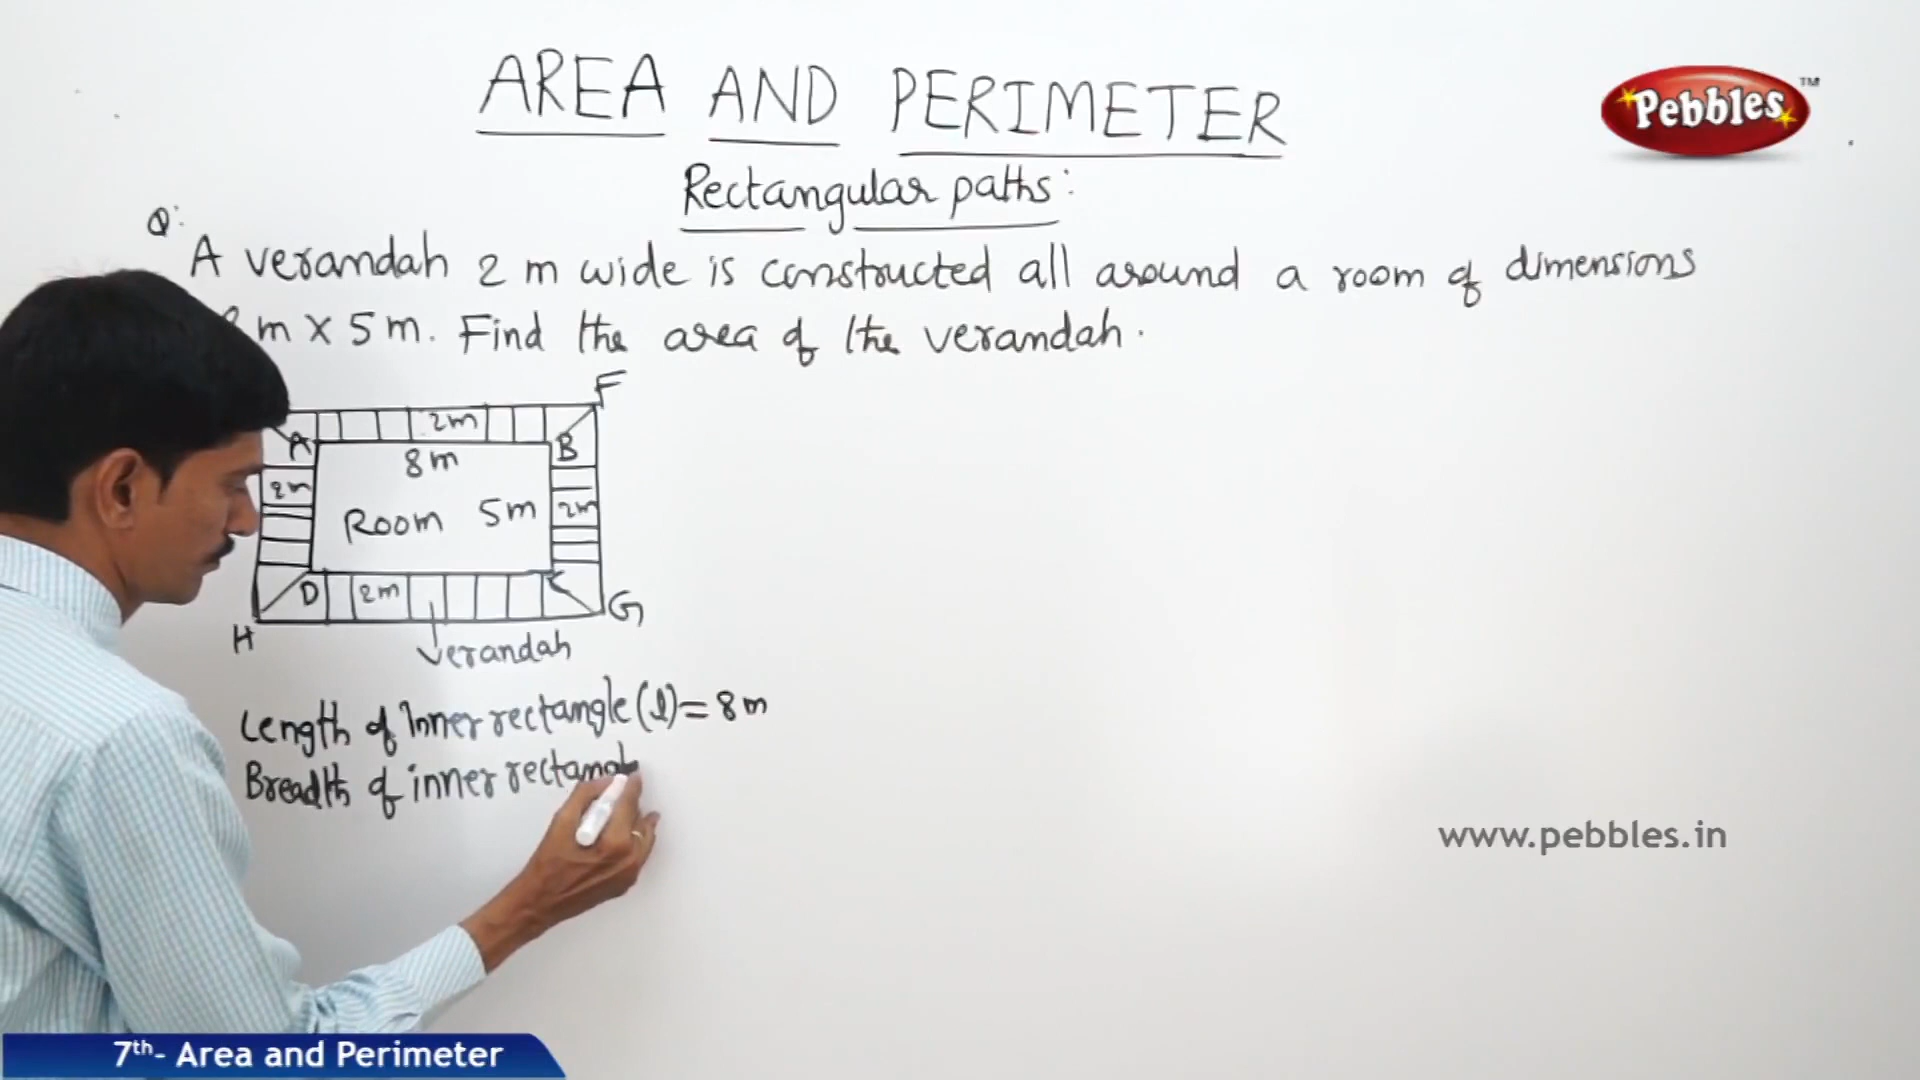 AREA AND PERIMETER
Pebbles™
Rectangular paths:
Q:
A verandah 2 m wide is constructed all around a room of dimensions
m X 5 m. Find the area of the verandah.
F
2m
A
B
8 m
2m
Room 5m
2m
D
2m
C
G
H
Verandah
Length of Inner rectangle (l) = 8 m
Breadth of inner
www.pebbles.in
7th- Area and Perimeter